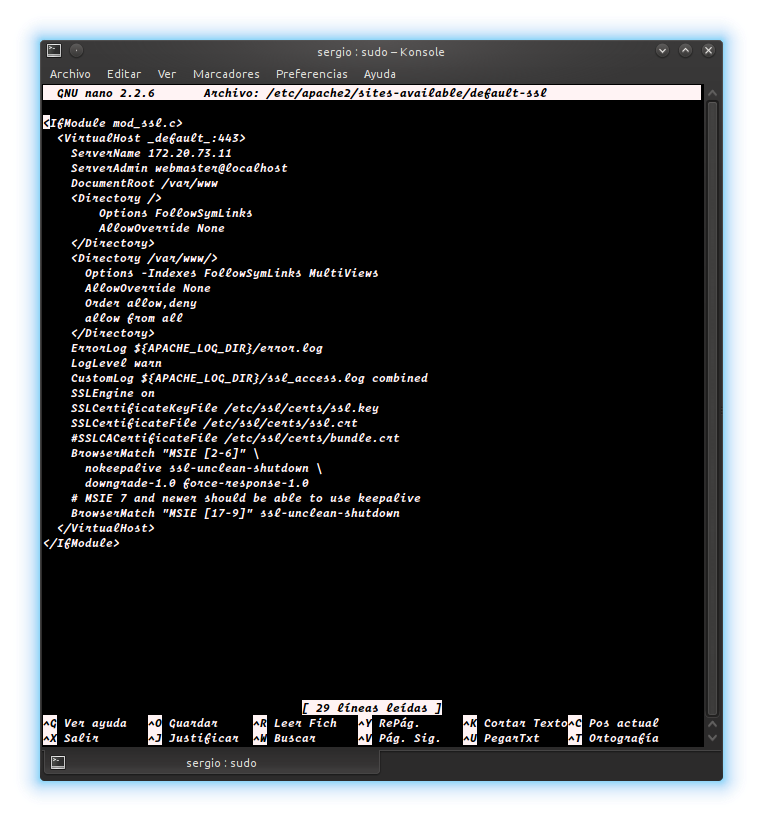 sergio : sudo – Konsole
Archivo Editar Ver Marcadores Preferencias Ayuda
GNU nano 2.2.6 Archivo: /etc/apache2/sites-available/default-ssl
<IfModule mod_ssl.c>
<VirtualHost _default_:443>
ServerName 172.20.73.11
ServerAdmin webmaster@localhost
DocumentRoot /var/www
<Directory />
Options FollowSymLinks
AllowOverride None
</Directory>
<Directory /var/www/>
Options -Indexes FollowSymLinks MultiViews
AllowOverride None
Order allow,deny
allow from all
</Directory>
ErrorLog ${APACHE_LOG_DIR}/error.log
LogLevel warn
CustomLog ${APACHE_LOG_DIR}/ssl_access.log combined
SSLEngine on
SSLCertificateKeyFile /etc/ssl/certs/ssl.key
SSLCertificateFile /etc/ssl/certs/ssl.crt
#SSLCACertificateFile /etc/ssl/certs/bundle.crt
BrowserMatch "MSIE [2-6]" \
nokeepalive ssl-unclean-shutdown \
downgrade-1.0 force-response-1.0
# MSIE 7 and newer should be able to use keepalive
BrowserMatch "MSIE [17-9]" ssl-unclean-shutdown
</VirtualHost>
</IfModule>
[ 29 líneas leídas ]
^G Ver ayuda ^O Guardar ^R Leer Fich ^Y RePág. ^K Cortar Texto ^C Pos actual
^X Salir ^J Justificar ^W Buscar ^V Pág. Sig. ^U PegarTxt ^T Ortografía
sergio : sudo